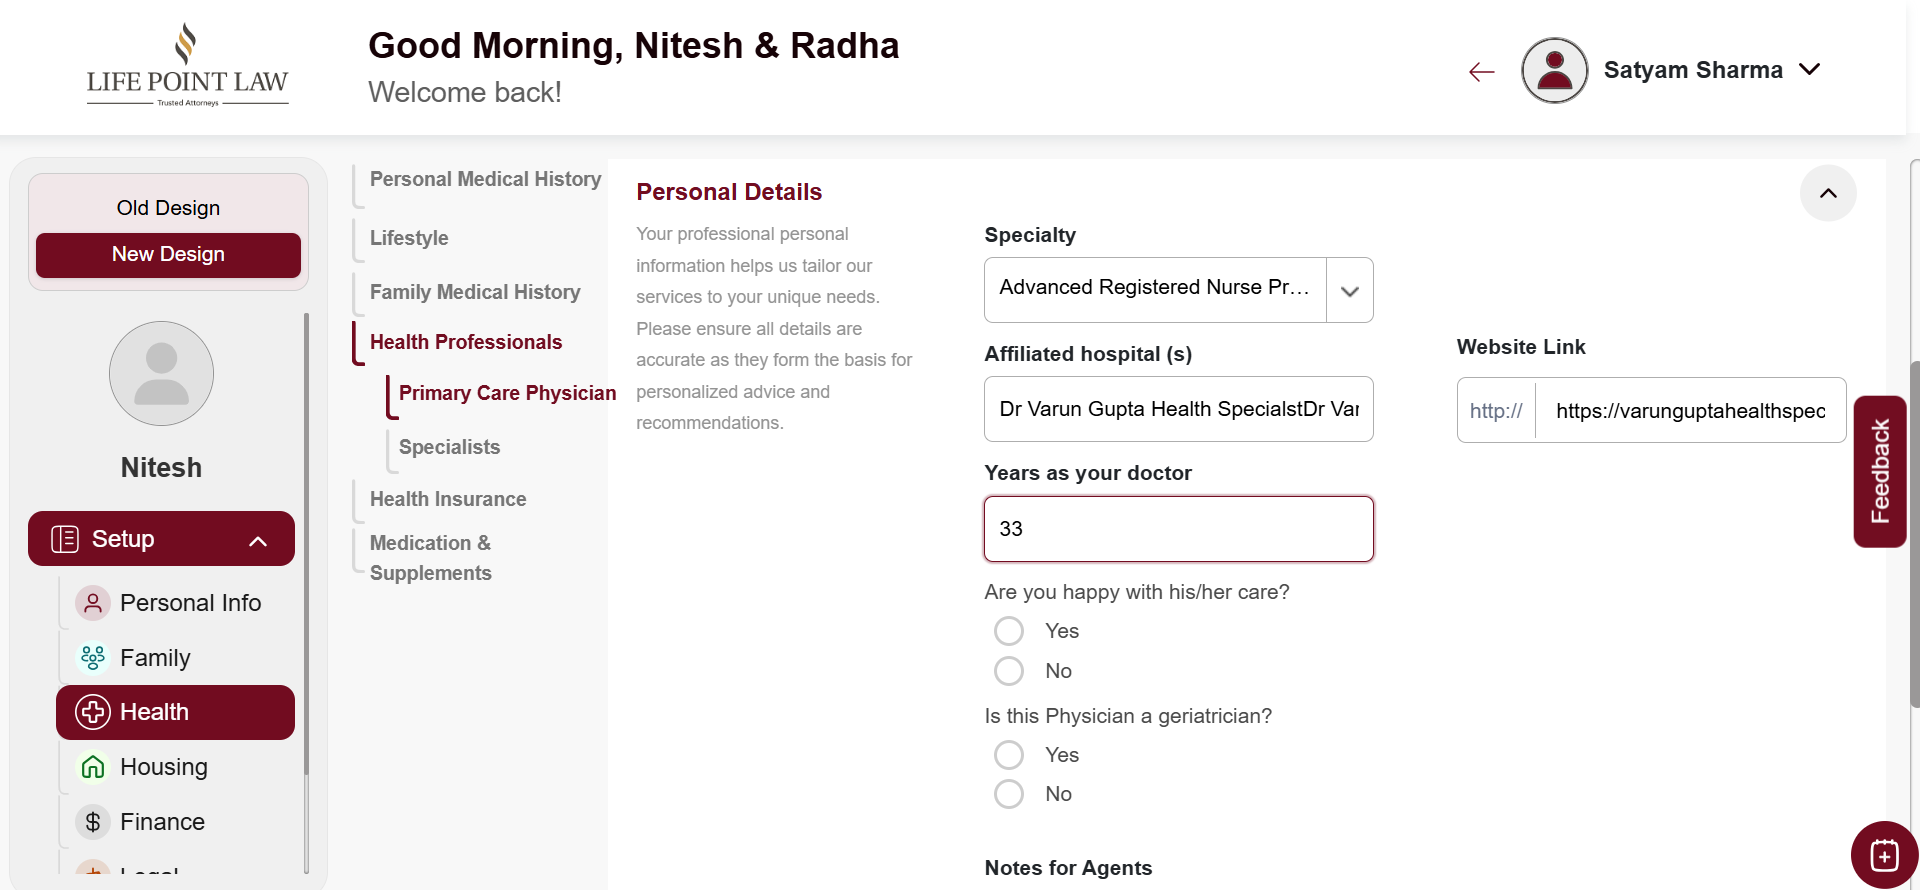 LIFE POINT LAW
Trusted Attorneys
Good Morning, Nitesh & Radha
Welcome back!
Satyam Sharma
Old Design
New Design
Nitesh
Setup
Personal Info
Family
Health
Housing
Finance
Legal
Personal Medical History
Lifestyle
Family Medical History
Health Professionals
Primary Care Physician
Specialists
Health Insurance
Medication &
Supplements
Personal Details
Your professional personal
information helps us tailor our
services to your unique needs.
Please ensure all details are
accurate as they form the basis for
personalized advice and
recommendations.
Specialty
Advanced Registered Nurse Pr...
Affiliated hospital (s)
Dr Varun Gupta Health SpecialstDr Var
Website Link
http:// https://varunguptahealthspec
Years as your doctor
33
Are you happy with his/her care?
Yes
No
Is this Physician a geriatrician?
Yes
No
Notes for Agents
Feedback